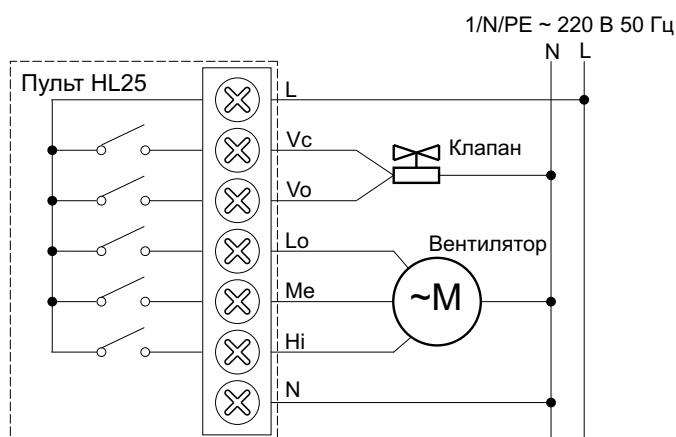 1/N/PE ~ 220 В 50 Гц
N L
Пульт HL25
L
Vc
Клапан
Vo
Lo
Вентилятор
Me
~M
Hi
N